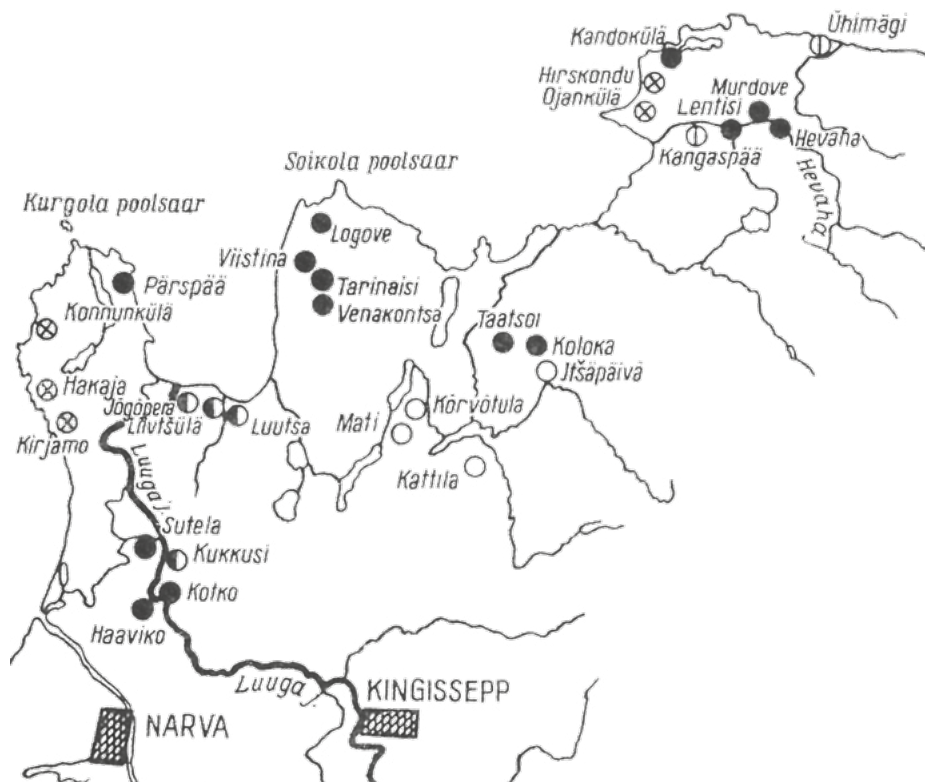 Ühimägi
Kandokülä
Hirskondu
Ojankülä
Murdove
Lentisi
Hevaha
Kangaspää
Hevaha j.
Soikola poolsaar
Kurgola poolsaar
Logove
Viistina
Tarinaisi
Venakontsa
Pärspää
Konnunkülä
Taatsoi
Koloka
Itšäpäivä
Hakaja
Jõgõperä
Liivtšülä
Luutsa
Kõrvõtula
Mati
Kattila
Kirjamo
Luuga j.
Sutela
Kukkusi
Kotko
Haaviko
Luuga
KINGISSEPP
NARVA